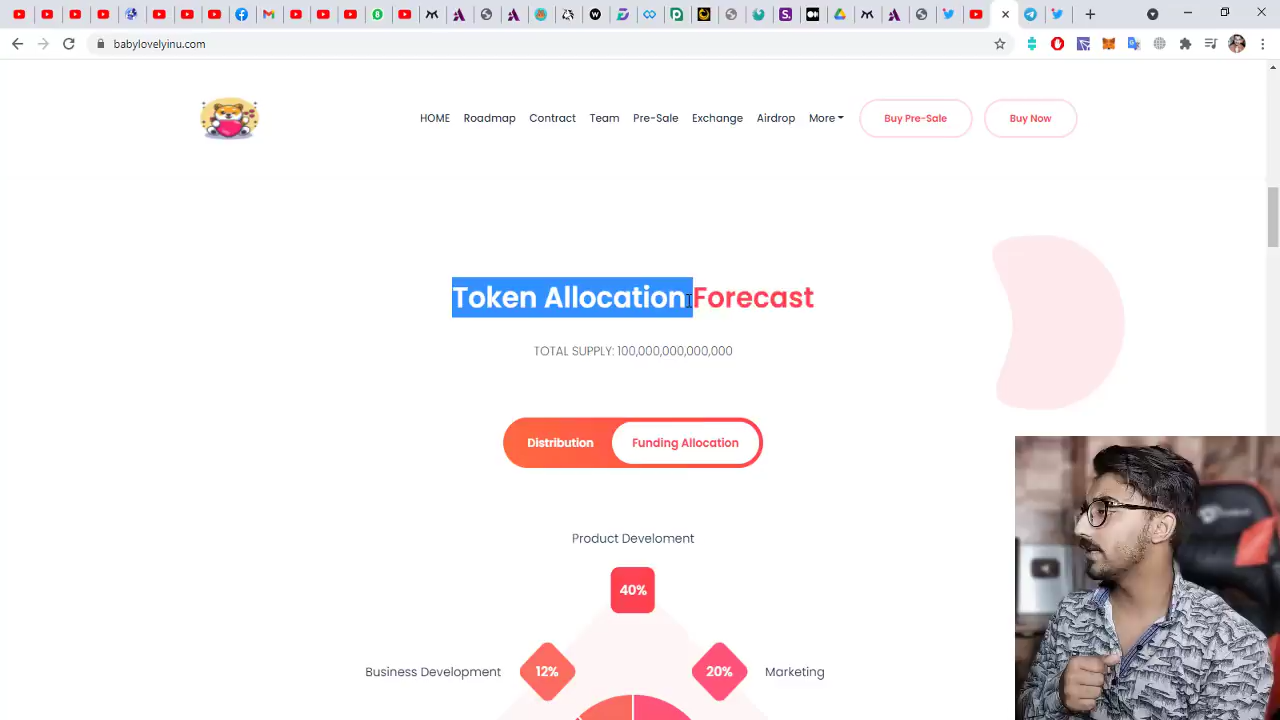 babylovelyinu.com
HOME Roadmap Contract Team Pre-Sale Exchange Airdrop More Buy Pre-Sale Buy Now
Token Allocation Forecast
TOTAL SUPPLY: 100,000,000,000,000
Distribution Funding Allocation
Product Develoment
40%
Business Development 12% 20% Marketing